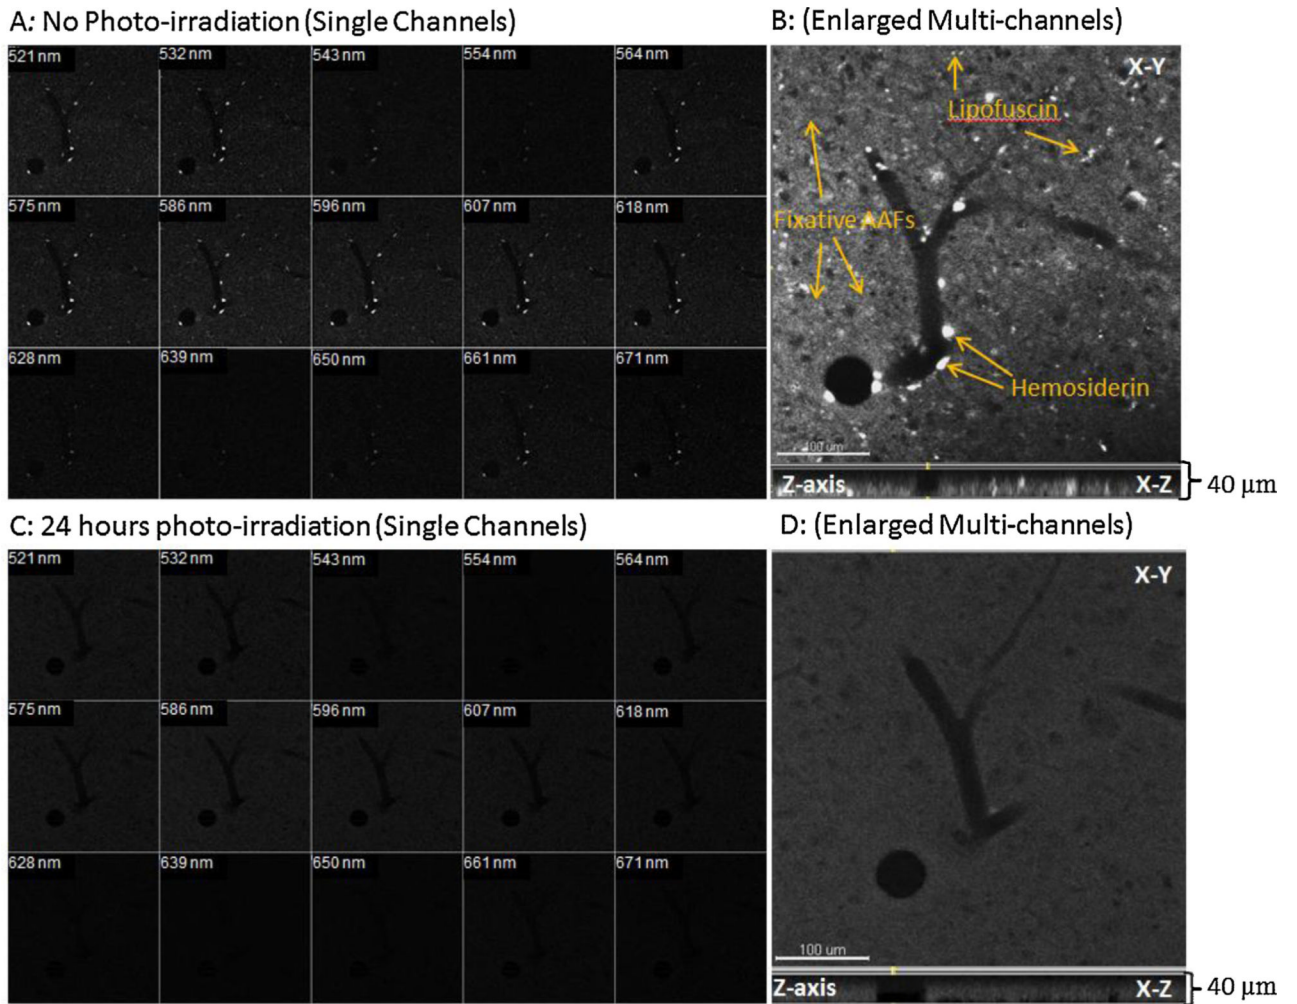 A: No Photo-irradiation (Single Channels)
B: (Enlarged Multi-channels)
521 nm
532 nm
543 nm
554 nm
564 nm
575 nm
586 nm
596 nm
607 nm
618 nm
628 nm
639 nm
650 nm
661 nm
671 nm
X-Y
Lipofuscin
Fixative AAFs
Hemosiderin
100 um
Z-axis
X-Z
40 µm
C: 24 hours photo-irradiation (Single Channels)
D: (Enlarged Multi-channels)
521 nm
532 nm
543 nm
554 nm
564 nm
575 nm
586 nm
596 nm
607 nm
618 nm
628 nm
639 nm
650 nm
661 nm
671 nm
X-Y
100 um
Z-axis
X-Z
40 µm